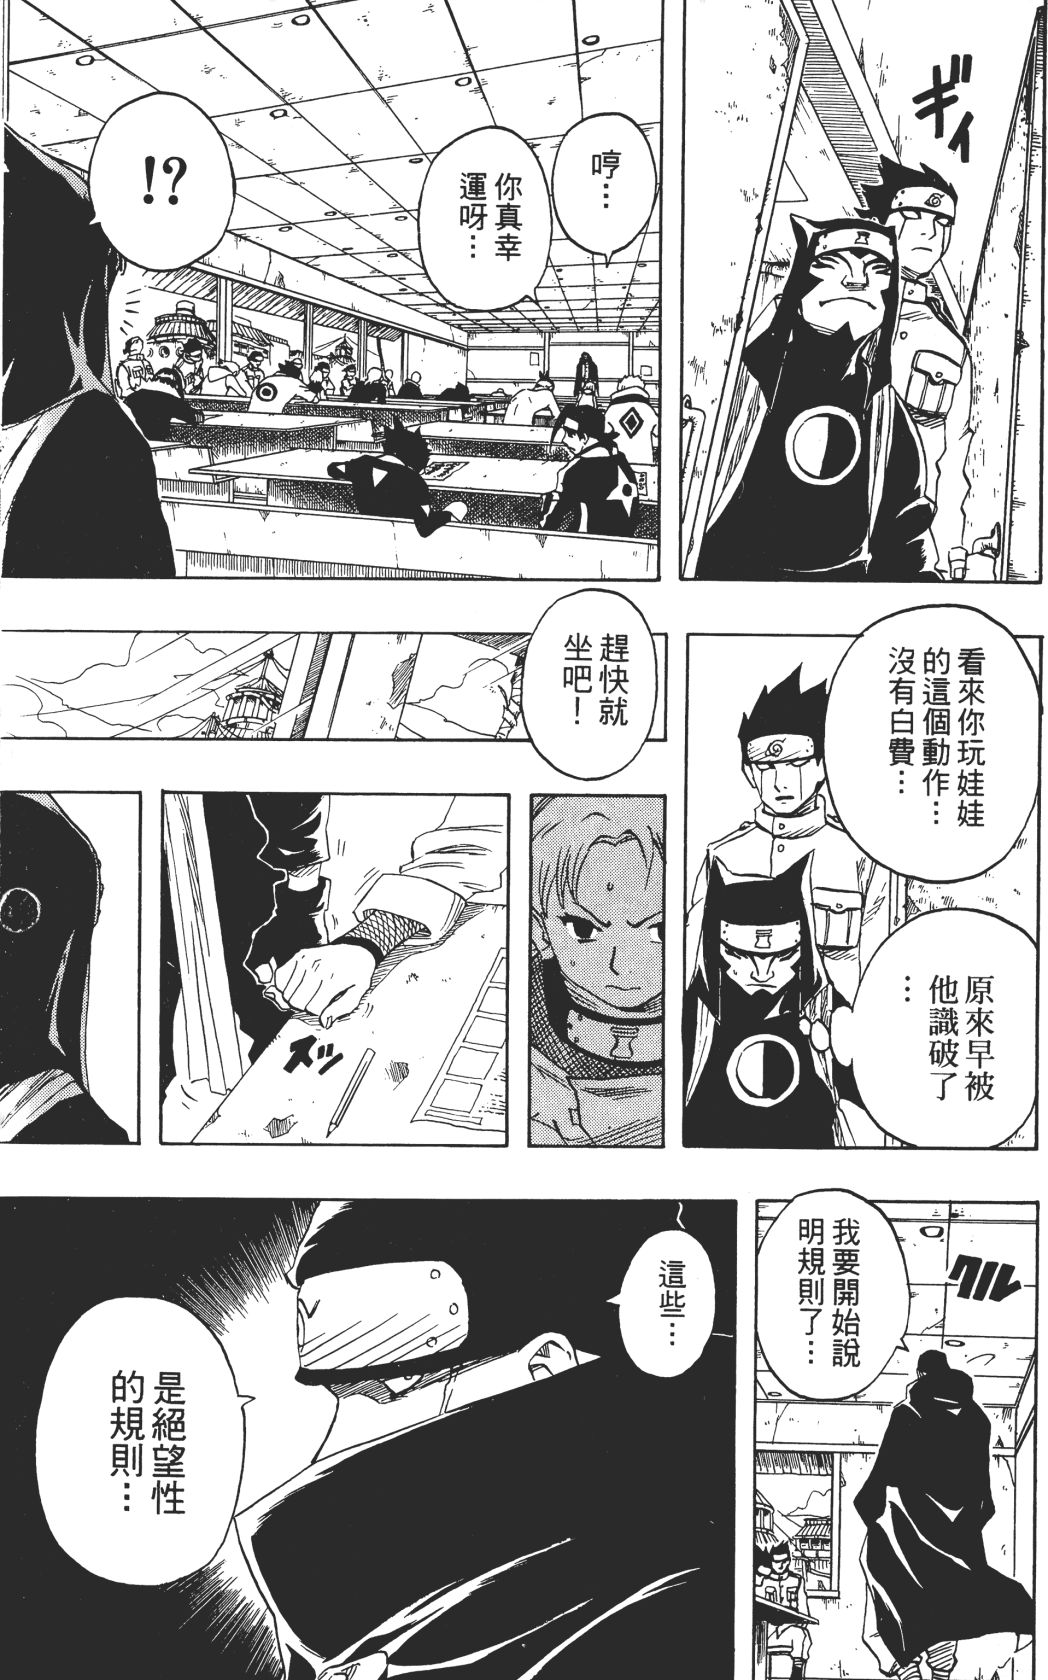 ギィ
哼…
你真幸
運呀…
!?
看來你玩娃娃
的這個動作…
沒有白費…
原來早被
他識破了
…
趕快就
坐吧！
ズッ
我要開始說
明規則了…
クルル
這些…
是絕望性
的規則…